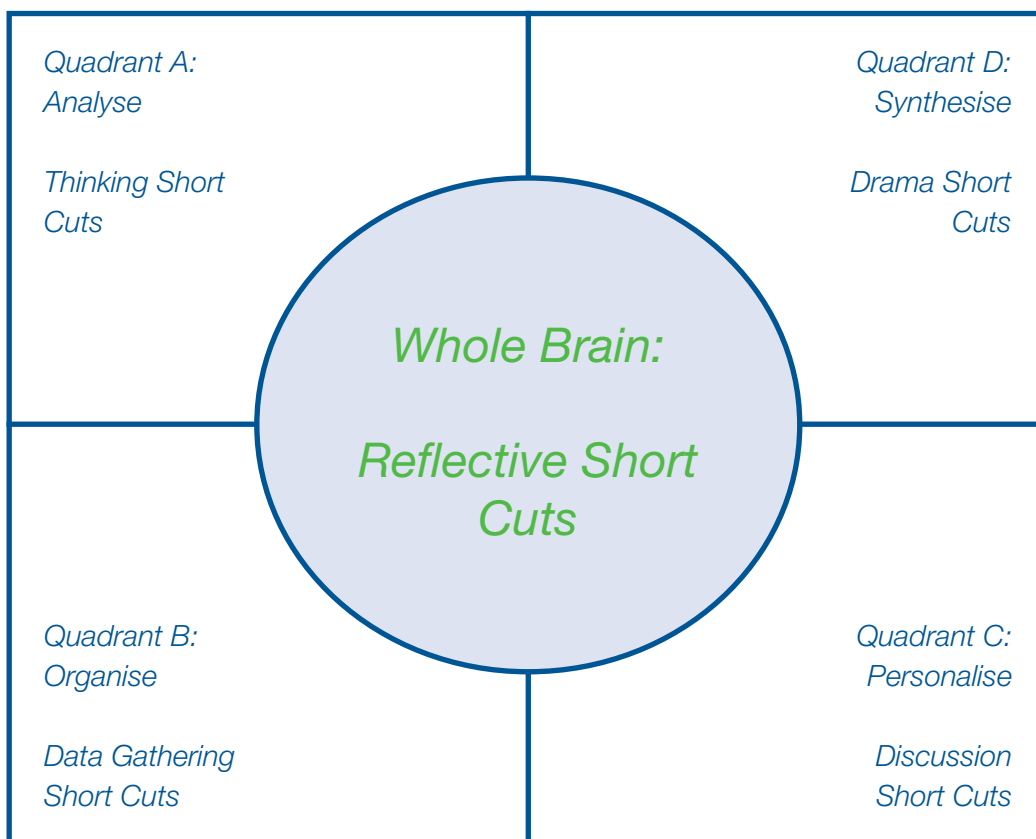 Quadrant A:
Analyse
Thinking Short
Cuts
Quadrant D:
Synthesise
Drama Short
Cuts
Whole Brain:
Reflective Short
Cuts
Quadrant B:
Organise
Data Gathering
Short Cuts
Quadrant C:
Personalise
Discussion
Short Cuts